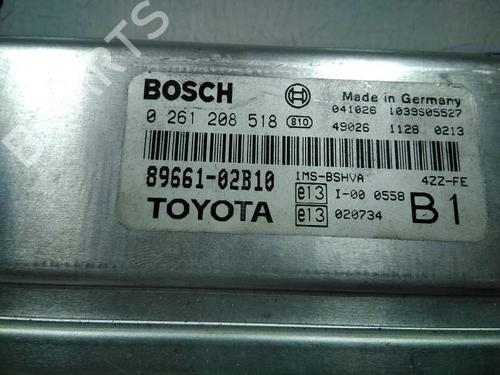 BOSCH
Made in Germany
041026 1039S05527
0 261 208 518 810
49026 1128 0213
89661-02B10
IMS-BSHVA 4ZZ-FE
e13 I-00 0558
TOYOTA
e13 020734
B1
PARTS